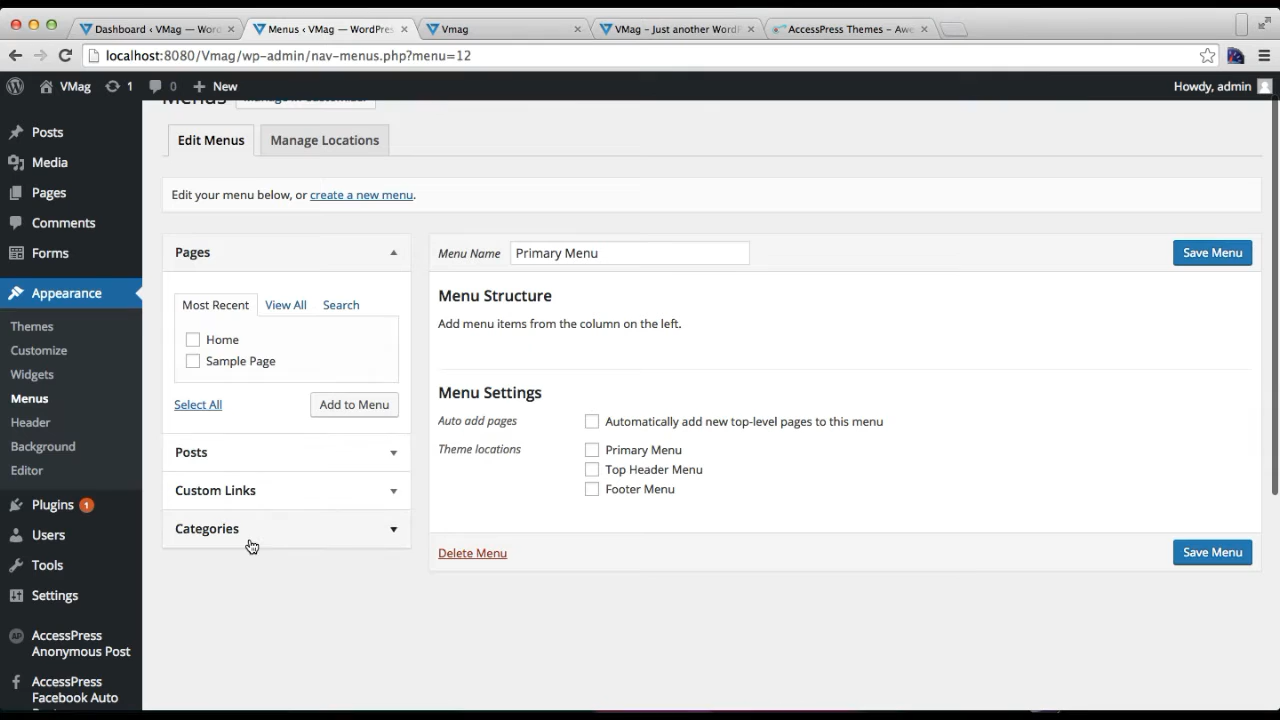 Dashboard ‹ VMag — Word
Menus ‹ VMag — WordPres
Vmag
VMag – Just another WordP
AccessPress Themes – Awe
localhost:8080/Vmag/wp-admin/nav-menus.php?menu=12
VMag
1
0
New
Howdy, admin
Posts
Media
Pages
Comments
Forms
Appearance
Themes
Customize
Widgets
Menus
Header
Background
Editor
Plugins 1
Users
Tools
Settings
AccessPress
Anonymous Post
AccessPress
Facebook Auto
Menus Manage in Customizer
Edit Menus
Manage Locations
Edit your menu below, or create a new menu.
Pages
Most Recent
View All
Search
Home
Sample Page
Select All
Add to Menu
Posts
Custom Links
Categories
Menu Name
Primary Menu
Save Menu
Menu Structure
Add menu items from the column on the left.
Menu Settings
Auto add pages
Automatically add new top-level pages to this menu
Theme locations
Primary Menu
Top Header Menu
Footer Menu
Delete Menu
Save Menu